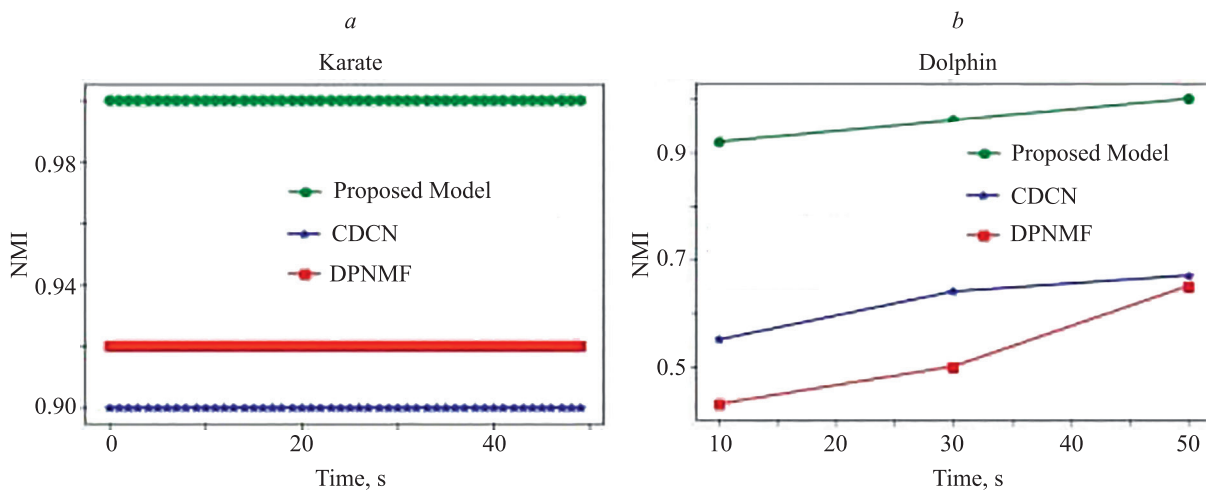 a
Karate
NMI
0.98
0.94
0.90
Proposed Model
CDCN
DPNMF
0
20
40
Time, s
b
Dolphin
NMI
0.9
0.7
0.5
Proposed Model
CDCN
DPNMF
10
20
30
40
50
Time, s